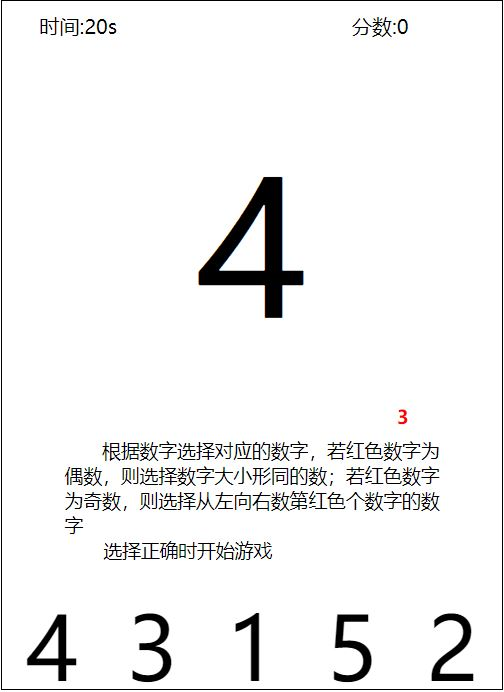 时间:20s 分数:0
4
3
根据数字选择对应的数字，若红色数字为
偶数，则选择数字大小形同的数；若红色数字
为奇数，则选择从左向右数第红色个数字的数
字
选择正确时开始游戏
4 3 1 5 2